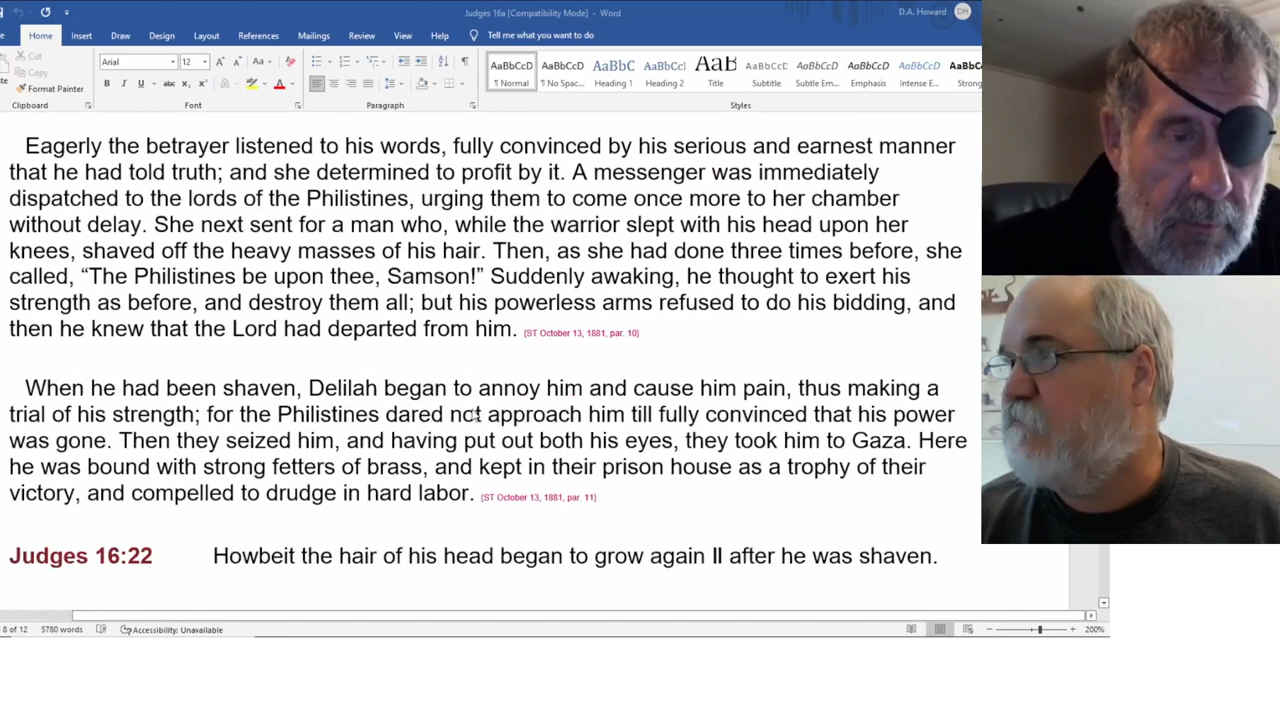 Judges 16a [Compatibility Mode] - Word
D.A. Howard
DH
Home Insert Draw Design Layout References Mailings Review View Help Tell me what you want to do
Cut
Copy
Format Painter
Arial 12
Clipboard Font Paragraph Styles
AaBbCcD AaBbCcD AaBbC AaBbCcI AaB AaBbCcD AaBbCcD AaBbCcD AaBbCcD AaBbCc
Normal No Spac... Heading 1 Heading 2 Title Subtitle Subtle Em... Emphasis Intense E... Strong
Eagerly the betrayer listened to his words, fully convinced by his serious and earnest manner
that he had told truth; and she determined to profit by it. A messenger was immediately
dispatched to the lords of the Philistines, urging them to come once more to her chamber
without delay. She next sent for a man who, while the warrior slept with his head upon her
knees, shaved off the heavy masses of his hair. Then, as she had done three times before, she
called, “The Philistines be upon thee, Samson!” Suddenly awaking, he thought to exert his
strength as before, and destroy them all; but his powerless arms refused to do his bidding, and
then he knew that the Lord had departed from him. {ST October 13, 1881, par. 10}
When he had been shaven, Delilah began to annoy him and cause him pain, thus making a
trial of his strength; for the Philistines dared not approach him till fully convinced that his power
was gone. Then they seized him, and having put out both his eyes, they took him to Gaza. Here
he was bound with strong fetters of brass, and kept in their prison house as a trophy of their
victory, and compelled to drudge in hard labor. {ST October 13, 1881, par. 11}
Judges 16:22 Howbeit the hair of his head began to grow again II after he was shaven.
8 of 12 5780 words Accessibility: Unavailable 200%